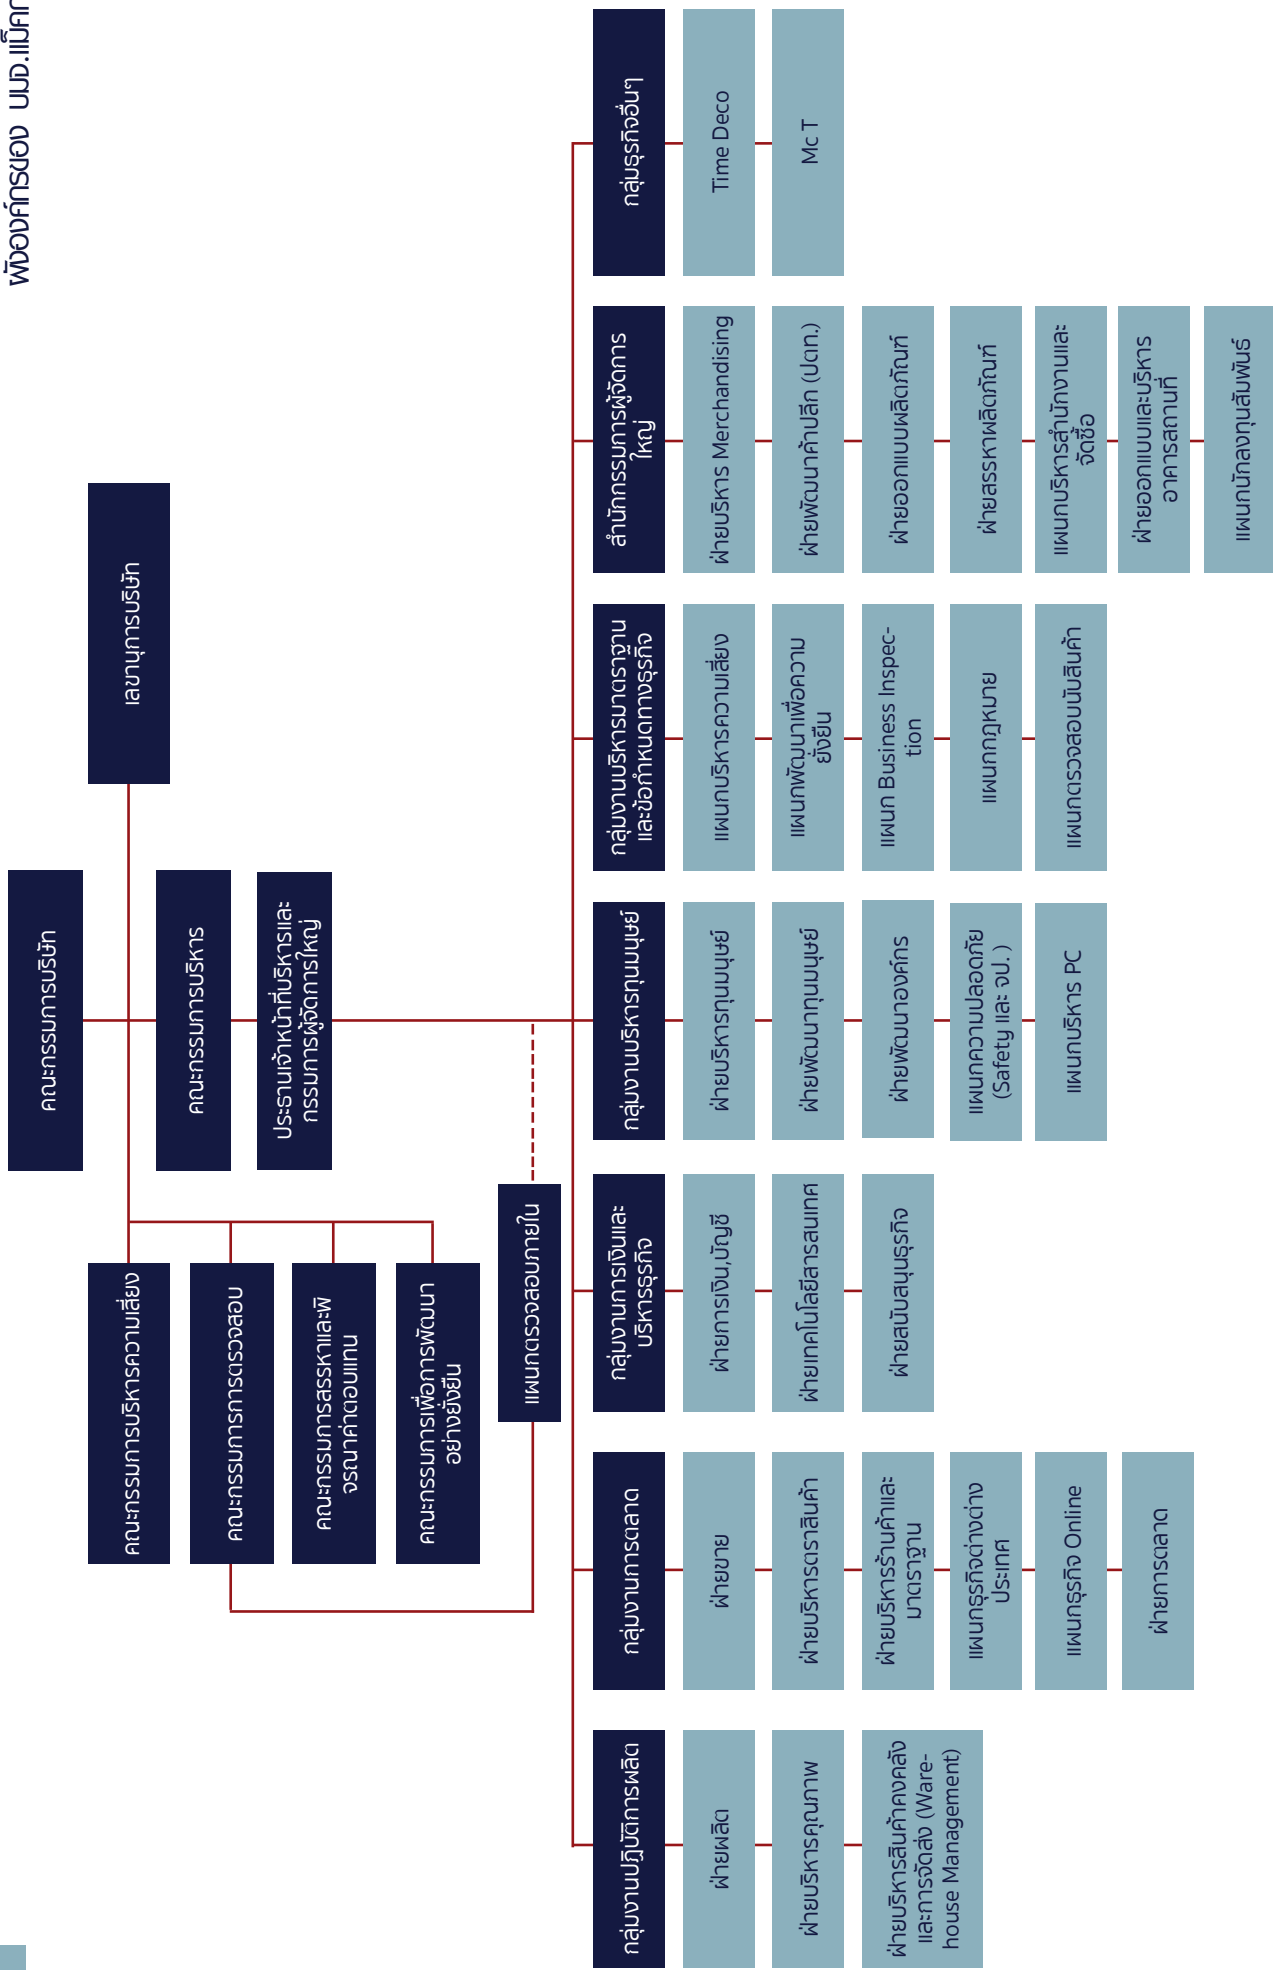 ผังองค์กรของ บมจ.แม็คกรุ๊ป
คณะกรรมการบริษัท
เลขานุการบริษัท
คณะกรรมการบริหาร
ประธานเจ้าหน้าที่บริหารและ
กรรมการผู้จัดการใหญ่
คณะกรรมการบริหารความเสี่ยง
คณะกรรมการการตรวจสอบ
คณะกรรมการสรรหาและพิ
จรณาค่าตอบแทน
คณะกรรมการเพื่อการพัฒนา
อย่างยั่งยืน
แผนกตรวจสอบภายใน
กลุ่มงานปฏิบัติการผลิต
ฝ่ายผลิต
ฝ่ายบริหารคุณภาพ
ฝ่ายบริหารสินค้าคงคลัง
และการจัดส่ง (Ware-
house Management)
กลุ่มงานการตลาด
ฝ่ายขาย
ฝ่ายบริหารตราสินค้า
ฝ่ายบริหารร้านค้าและ
มาตราฐาน
แผนกธุรกิจต่างต่าง
ประเทศ
แผนกธุรกิจ Online
ฝ่ายการตลาด
กลุ่มงานการเงินและ
บริหารธุรกิจ
ฝ่ายการเงิน,บัญชี
ฝ่ายเทคโนโลยีสารสนเทศ
ฝ่ายสนับสนุนธุรกิจ
กลุ่มงานบริหารทุนมนุษย์
ฝ่ายบริหารทุนมนุษย์
ฝ่ายพัฒนาทุนมนุษย์
ฝ่ายพัฒนาองค์กร
แผนกความปลอดภัย
(Safety และ จป. )
แผนกบริหาร PC
กลุ่มงานบริหารมาตราฐาน
และข้อกำหนดทางธุรกิจ
แผนกบริหารความเสี่ยง
แผนกพัฒนาเพื่อความ
ยั่งยืน
แผนก Business Inspec-
tion
แผนกกฎหมาย
แผนกตรวจสอบนับสินค้า
สำนักกรรมการผู้จัดการ
ใหญ่
ฝ่ายบริหาร Merchandising
ฝ่ายพัฒนาค้าปลีก (ปตท.)
ฝ่ายออกแบบผลิตภัณฑ์
ฝ่ายสรรหาผลิตภัณฑ์
แผนกบริหารสำนักงานและ
จัดซื้อ
ฝ่ายออกแบบและบริหาร
อาคารสถานที่
แผนกนักลงทุนสัมพันธ์
กลุ่มธุรกิจอื่นๆ
Time Deco
Mc T